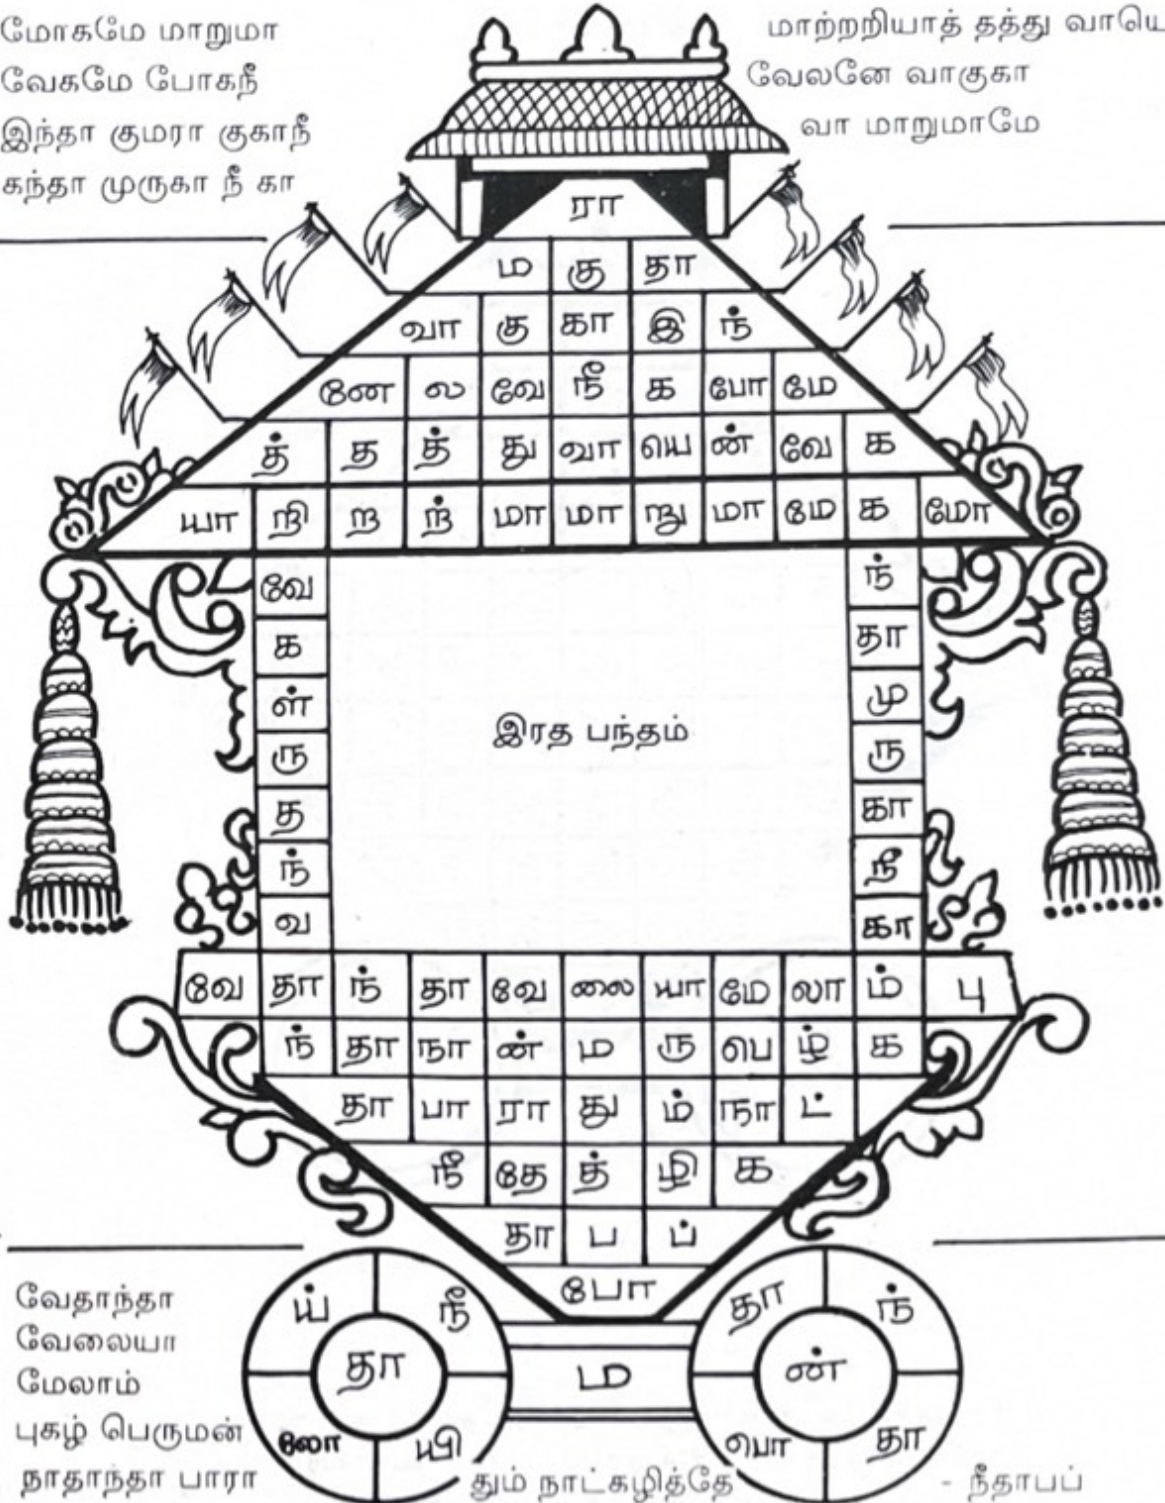 மோகமே மாறுமா
வேகமே போகநீ
இந்தா குமரா குகாநீ
கந்தா முருகா நீ கா
மாற்றறியாத் தத்து வாயெ
வேலனே வாகுகா
வா மாறுமாமே
ரா
ம கு தா
வா கு கா இ ந்
னே ல வே நீ க போ மே
த் த த் து வா யெ ன் வே க
யா றி ற ற் மா மா று மா மே க மோ
வே ந்
க தா
ள் மு
ரு ரு
த கா
ந் நீ
வ கா
இரத பந்தம்
வே தா ந் தா வே லை யா மே லா ம் பு
ந் தா நா ன் ம ரு பெ ழ் க
தா பா ரா து ம் நா ட்
நீ தே த் ழி க
தா ப ப்
போ
ய் நீ தா லோ யி
ம
தா ந் ன் பொ தா
வேதாந்தா
வேலையா
மேலாம்
புகழ் பெருமன்
நாதாந்தா பாரா தும் நாட்கழித்தே - நீதாபப்